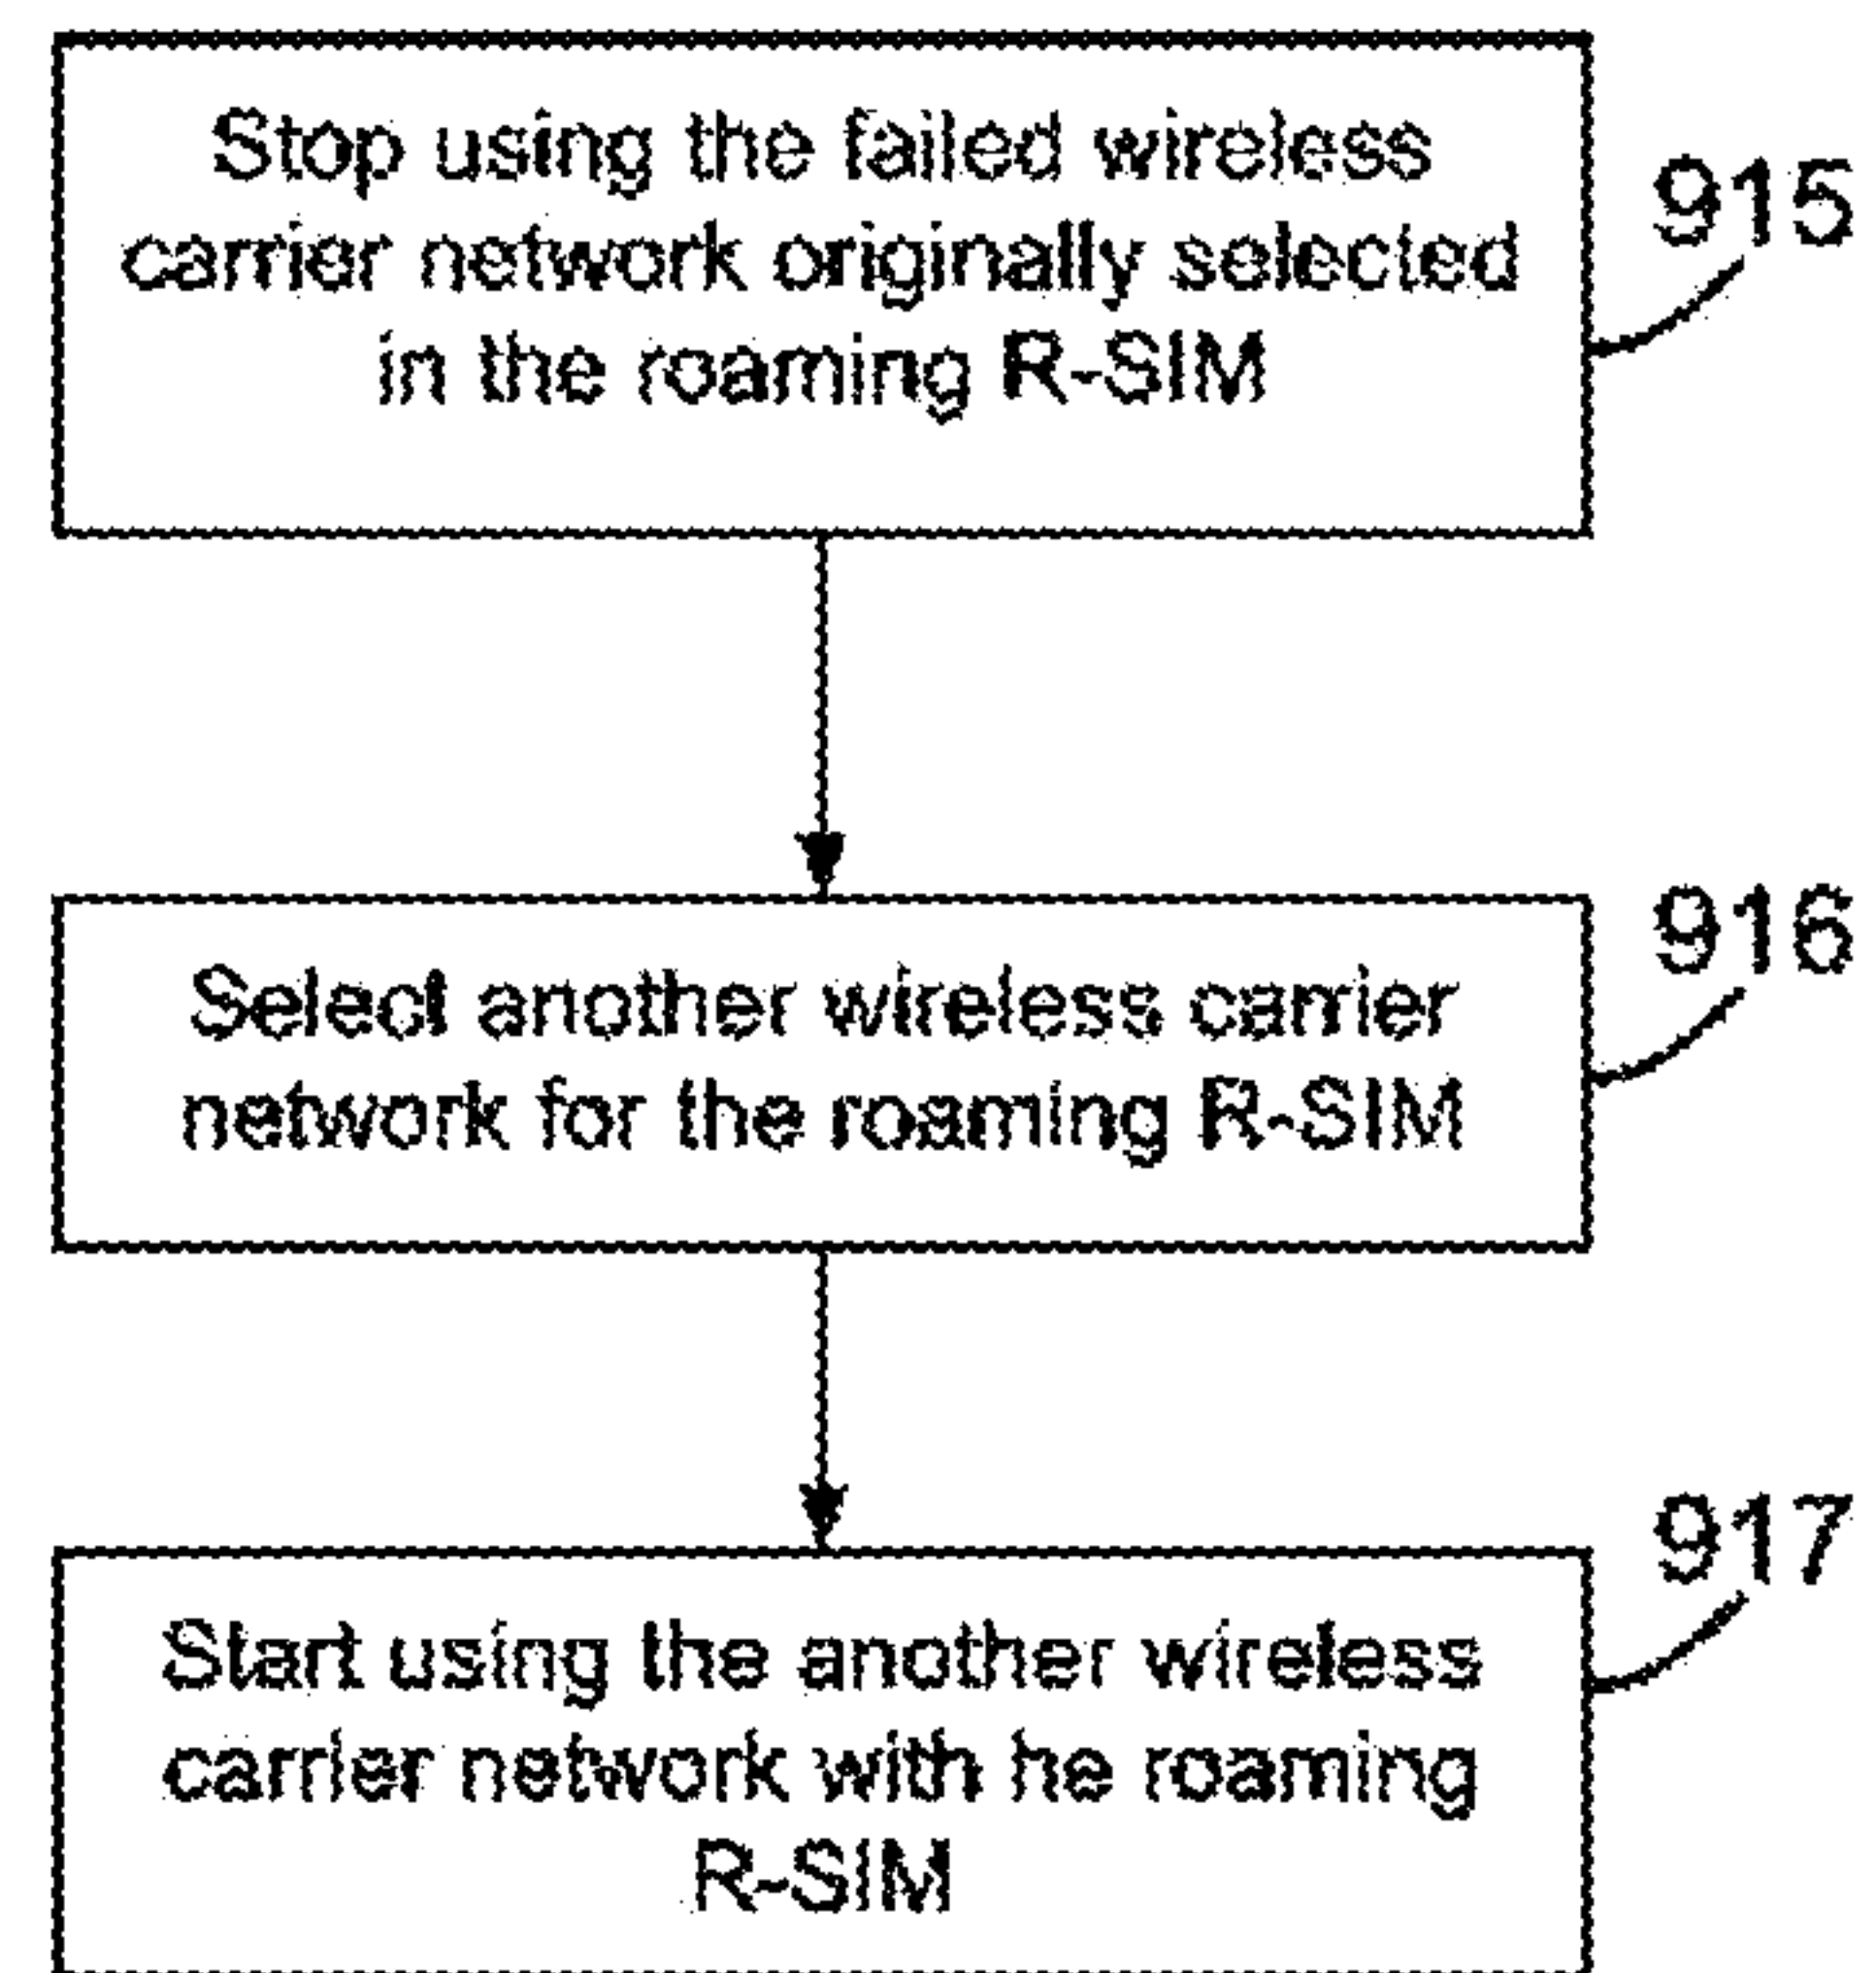 Stop using the failed wireless
carrier network originally selected
in the roaming R-SIM
915
Select another wireless carrier
network for the roaming R-SIM
916
Start using the another wireless
carrier network with he roaming
R-SIM
917